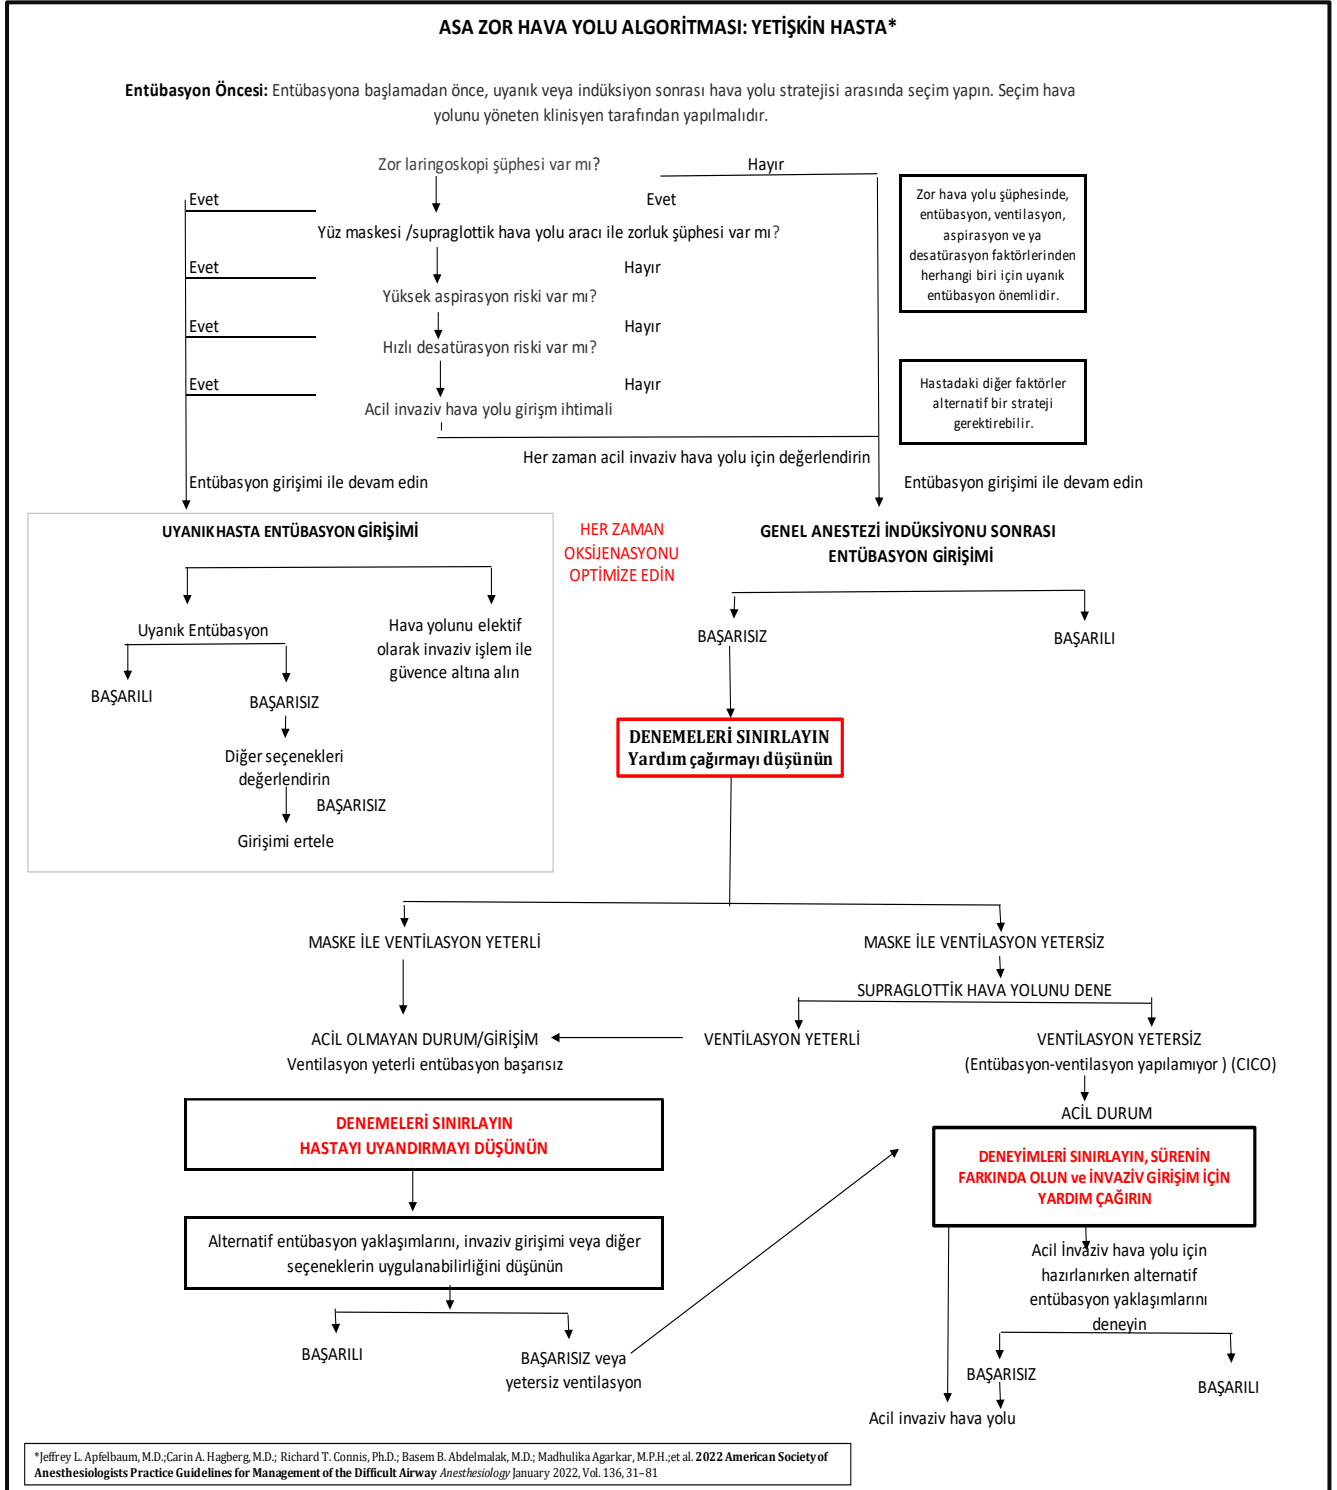 ASA ZOR HAVA YOLU ALGORİTMASI: YETİŞKİN HASTA*
Entübasyon Öncesi: Entübasyona başlamadan önce, uyanık veya indüksiyon sonrası hava yolu stratejisi arasında seçim yapın. Seçim hava
yolunu yöneten klinisyen tarafından yapılmalıdır.
Zor laringoskopi şüphesi var mı?
Hayır
Evet
Evet
Yüz maskesi /supraglottik hava yolu aracı ile zorluk şüphesi var mı?
Evet
Hayır
Yüksek aspirasyon riski var mı?
Evet
Hayır
Hızlı desatürasyon riski var mı?
Evet
Hayır
Acil invaziv hava yolu girişm ihtimali
Zor hava yolu şüphesinde,
entübasyon, ventilasyon,
aspirasyon ve ya
desatürasyon faktörlerinden
herhangi biri için uyanık
entübasyon önemlidir.
Hastadaki diğer faktörler
alternatif bir strateji
gerektirebilir.
Her zaman acil invaziv hava yolu için değerlendirin
Entübasyon girişimi ile devam edin
Entübasyon girişimi ile devam edin
UYANIK HASTA ENTÜBASYON GİRİŞİMİ
HER ZAMAN
OKSİJENASYONU
OPTİMİZE EDİN
GENEL ANESTEZİ İNDÜKSİYONU SONRASI
ENTÜBASYON GİRİŞİMİ
Uyanık Entübasyon
Hava yolunu elektif
olarak invaziv işlem ile
güvence altına alın
BAŞARILI
BAŞARISIZ
Diğer seçenekleri
değerlendirin
BAŞARISIZ
Girişimi ertele
BAŞARISIZ
BAŞARILI
DENEMELERİ SINIRLAYIN
Yardım çağırmayı düşünün
MASKE İLE VENTİLASYON YETERLİ
MASKE İLE VENTİLASYON YETERSİZ
SUPRAGLOTTİK HAVA YOLUNU DENE
ACİL OLMAYAN DURUM/GİRİŞİM
Ventilasyon yeterli entübasyon başarısız
VENTİLASYON YETERLİ
VENTİLASYON YETERSİZ
(Entübasyon-ventilasyon yapılamıyor ) (CICO)
ACİL DURUM
DENEMELERİ SINIRLAYIN
HASTAYI UYANDIRMAYI DÜŞÜNÜN
DENEYİMLERİ SINIRLAYIN, SÜRENİN
FARKINDA OLUN ve İNVAZİV GİRİŞİM İÇİN
YARDIM ÇAĞIRIN
Alternatif entübasyon yaklaşımlarını, invaziv girişimi veya diğer
seçeneklerin uygulanabilirliğini düşünün
Acil İnvaziv hava yolu için
hazırlanırken alternatif
entübasyon yaklaşımlarını
deneyin
BAŞARILI
BAŞARISIZ veya
yetersiz ventilasyon
BAŞARISIZ
BAŞARILI
Acil invaziv hava yolu
*Jeffrey L. Apfelbaum, M.D.;Carin A. Hagberg, M.D.; Richard T. Connis, Ph.D.; Basem B. Abdelmalak, M.D.; Madhulika Agarkar, M.P.H.;et al. 2022 American Society of
Anesthesiologists Practice Guidelines for Management of the Difficult Airway Anesthesiology January 2022, Vol. 136, 31–81